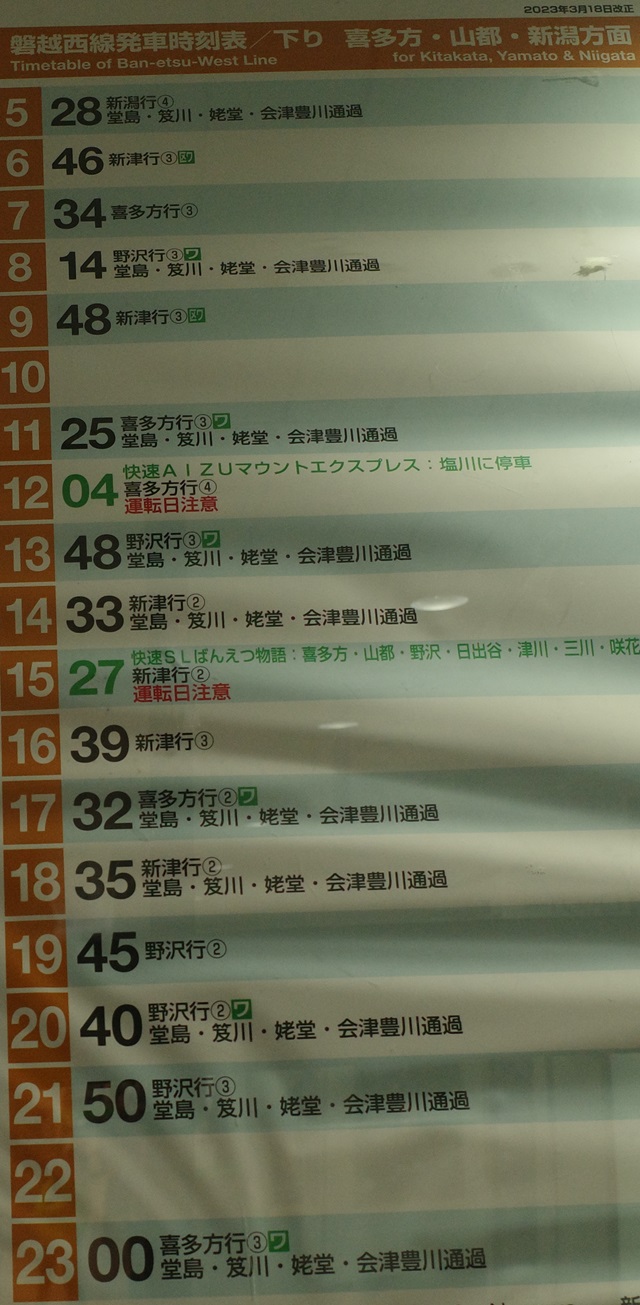 2023年3月18日改正
磐越西線発車時刻表／下り 喜多方・山都・新潟方面
Timetable of Ban-etsu-West Line for Kitakata, Yamato & Niigata
5 28 新潟行④
堂島・笈川・姥堂・会津豊川通過
6 46 新津行③
7 34 喜多方行③
8 14 野沢行③ワ
堂島・笈川・姥堂・会津豊川通過
9 48 新津行③
10
11 25 喜多方行③ワ
堂島・笈川・姥堂・会津豊川通過
快速ＡＩＺＵマウントエクスプレス：塩川に停車
12 04 喜多方行④
運転日注意
13 48 野沢行③ワ
堂島・笈川・姥堂・会津豊川通過
14 33 新津行②
堂島・笈川・姥堂・会津豊川通過
快速ＳＬばんえつ物語：喜多方・山都・野沢・日出谷・津川・三川・咲花
15 27 新津行②
運転日注意
16 39 新津行③
17 32 喜多方行②ワ
堂島・笈川・姥堂・会津豊川通過
18 35 新津行②
堂島・笈川・姥堂・会津豊川通過
19 45 野沢行②
20 40 野沢行②ワ
堂島・笈川・姥堂・会津豊川通過
21 50 野沢行③
堂島・笈川・姥堂・会津豊川通過
22
23 00 喜多方行③ワ
堂島・笈川・姥堂・会津豊川通過